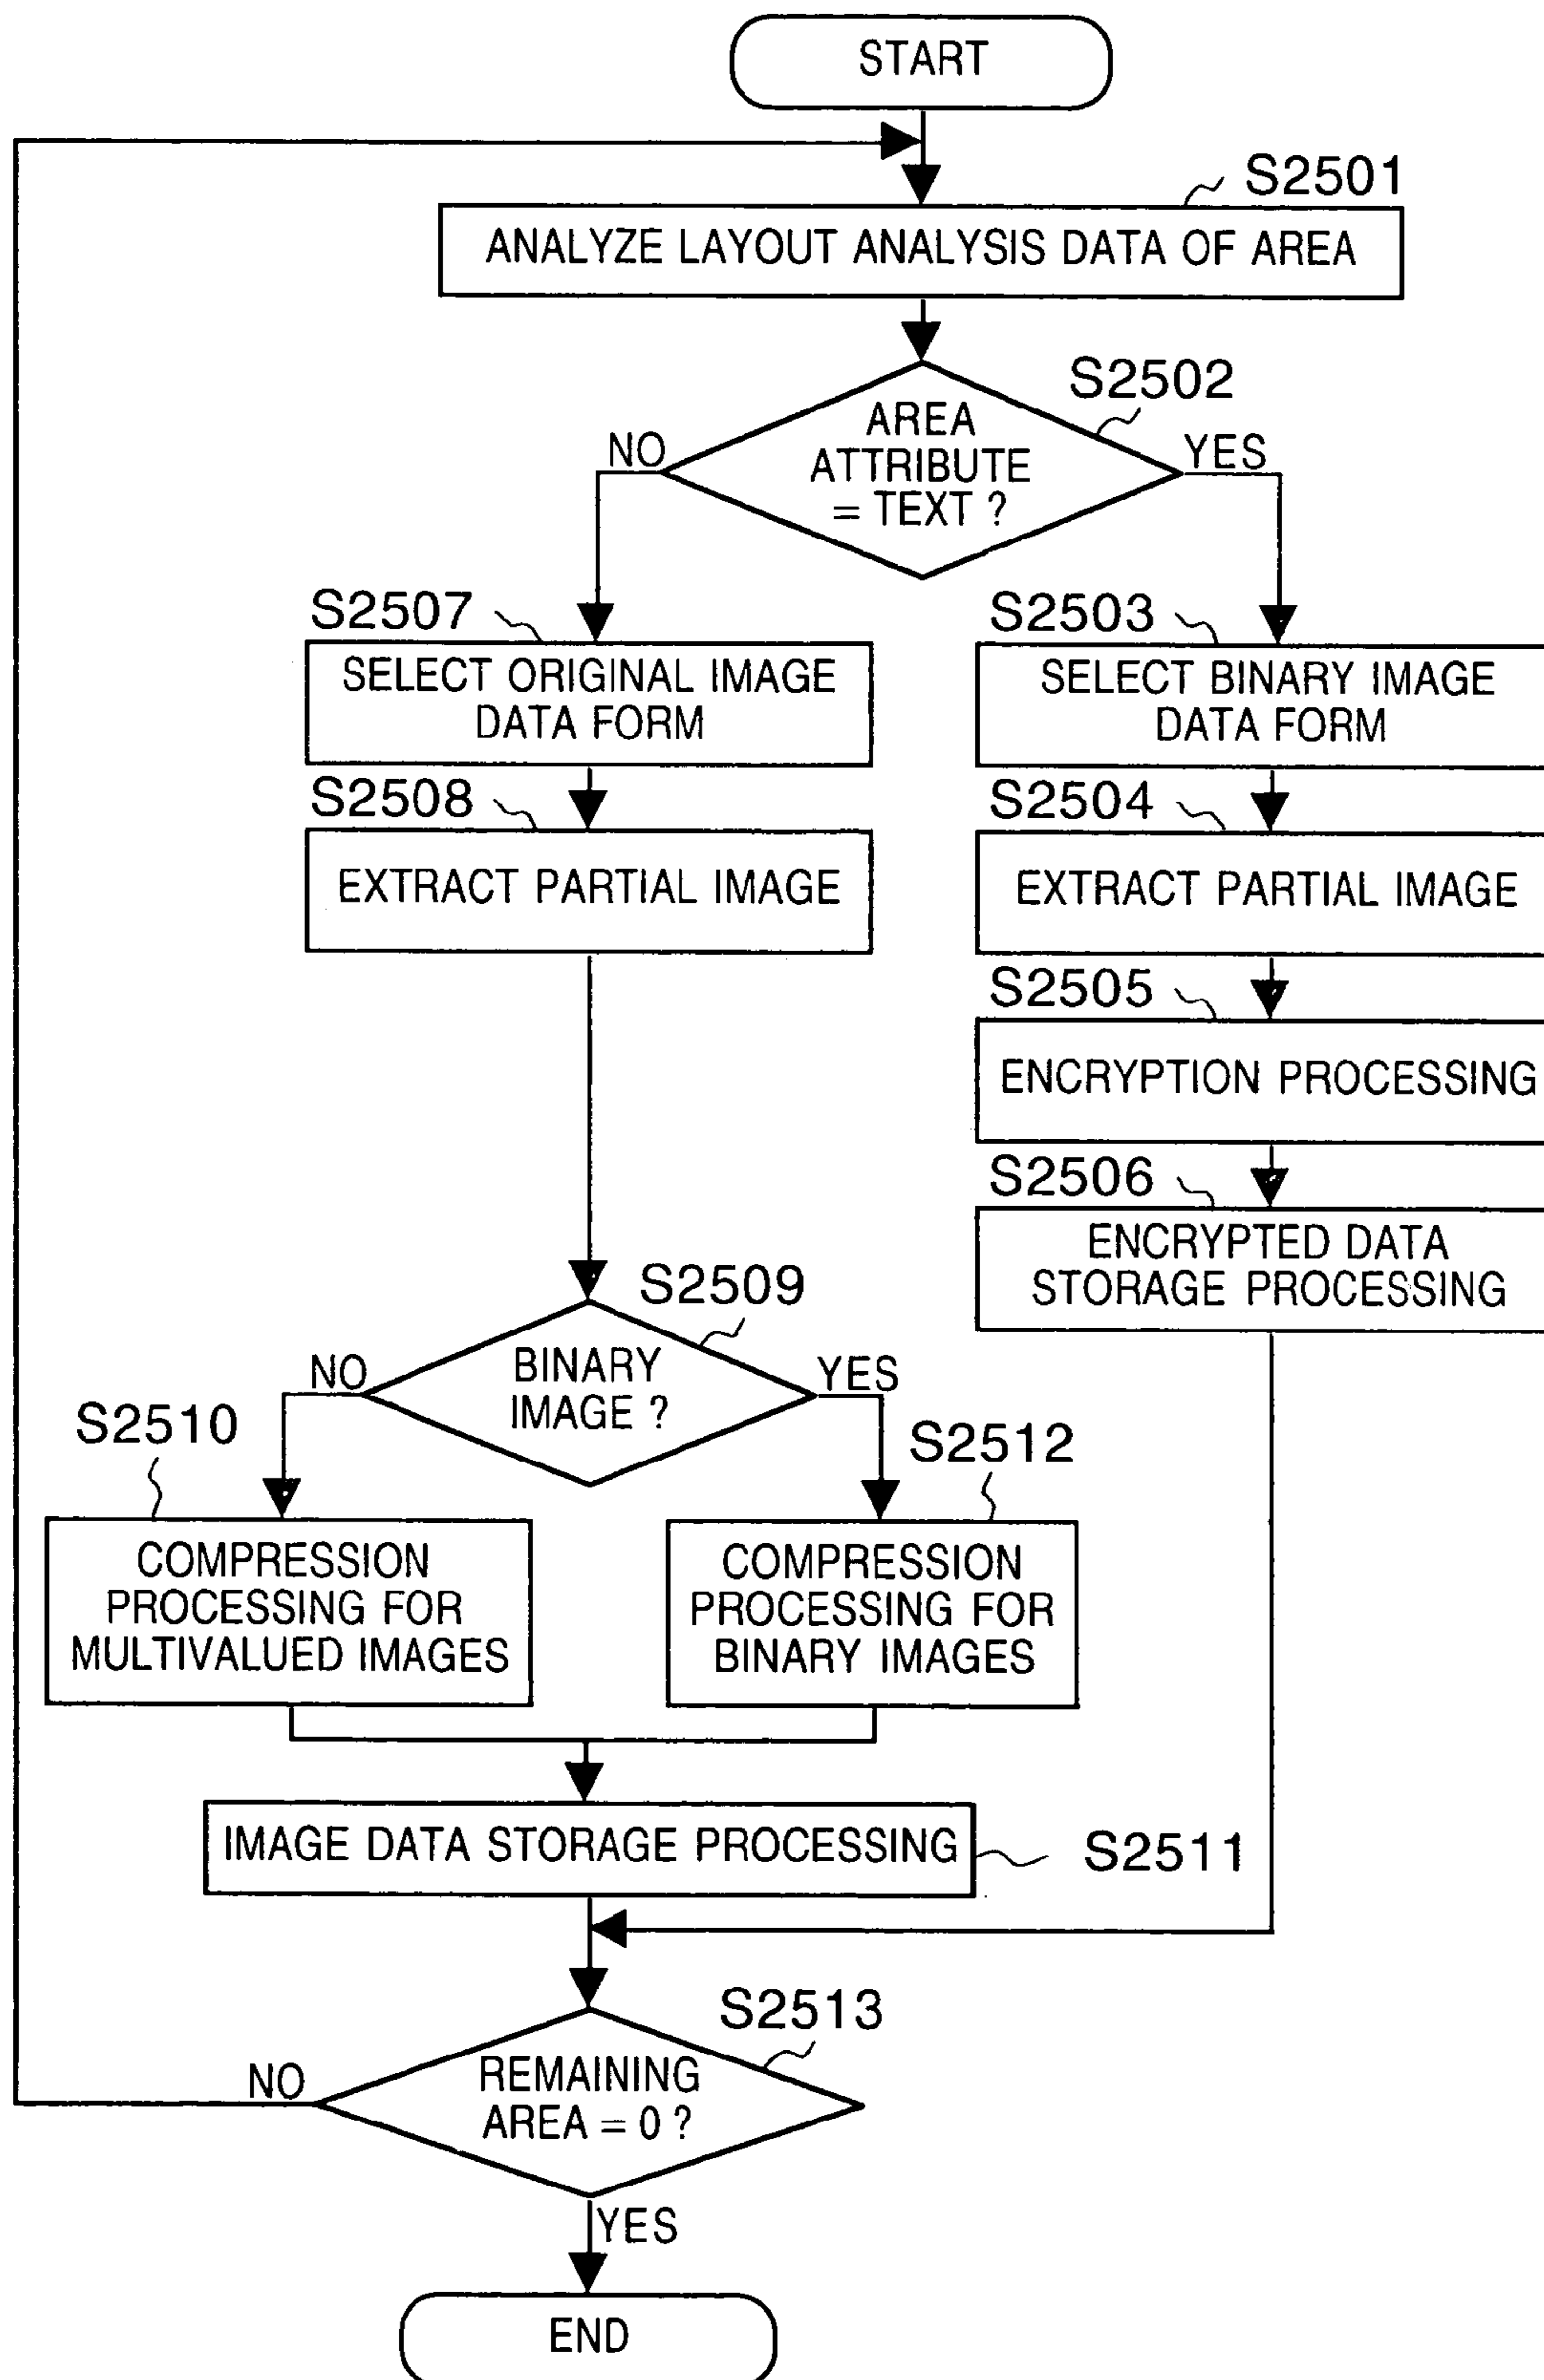 START
S2501
ANALYZE LAYOUT ANALYSIS DATA OF AREA
S2502
AREA
ATTRIBUTE
= TEXT ?
NO
YES
S2507
SELECT ORIGINAL IMAGE
DATA FORM
S2503
SELECT BINARY IMAGE
DATA FORM
S2508
EXTRACT PARTIAL IMAGE
S2504
EXTRACT PARTIAL IMAGE
S2505
ENCRYPTION PROCESSING
S2506
ENCRYPTED DATA
STORAGE PROCESSING
S2509
BINARY
IMAGE ?
NO
YES
S2510
COMPRESSION
PROCESSING FOR
MULTIVALUED IMAGES
S2512
COMPRESSION
PROCESSING FOR
BINARY IMAGES
IMAGE DATA STORAGE PROCESSING
S2511
S2513
REMAINING
AREA = 0 ?
NO
YES
END